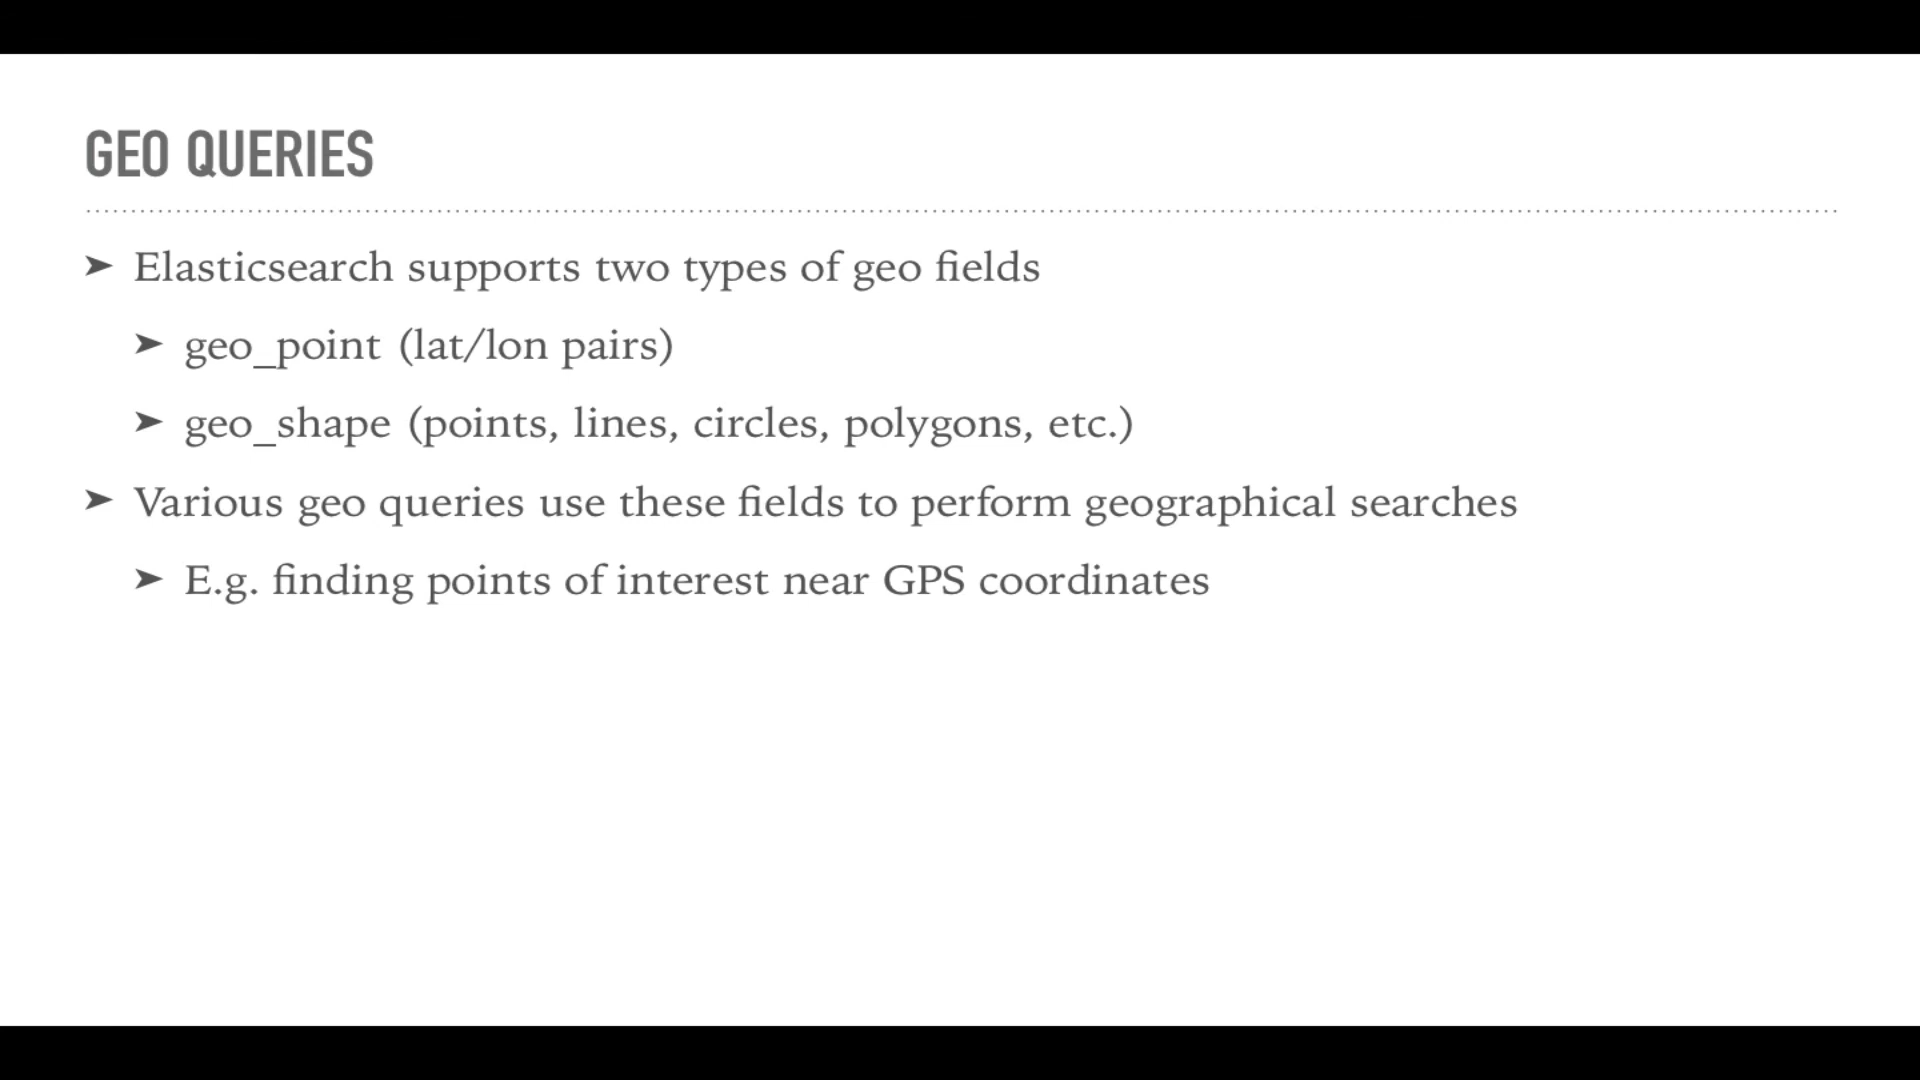 GEO QUERIES
➤ Elasticsearch supports two types of geo fields
➤ geo_point (lat/lon pairs)
➤ geo_shape (points, lines, circles, polygons, etc.)
➤ Various geo queries use these fields to perform geographical searches
➤ E.g. finding points of interest near GPS coordinates